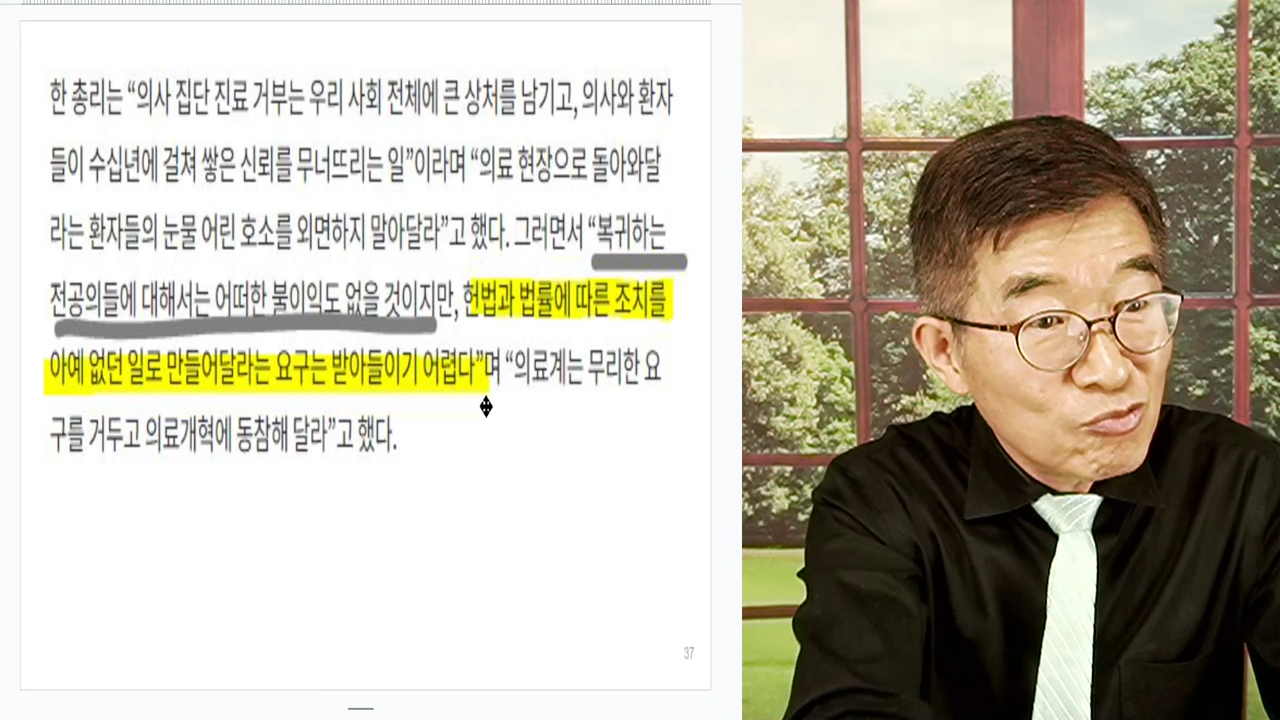 한 총리는 “의사 집단 진료 거부는 우리 사회 전체에 큰 상처를 남기고, 의사와 환자
들이 수십년에 걸쳐 쌓은 신뢰를 무너뜨리는 일”이라며 “의료 현장으로 돌아와달
라는 환자들의 눈물 어린 호소를 외면하지 말아달라”고 했다. 그러면서 “복귀하는
전공의들에 대해서는 어떠한 불이익도 없을 것이지만, 헌법과 법률에 따른 조치를
아예 없던 일로 만들어달라는 요구는 받아들이기 어렵다”며 “의료계는 무리한 요
구를 거두고 의료개혁에 동참해 달라”고 했다.
37